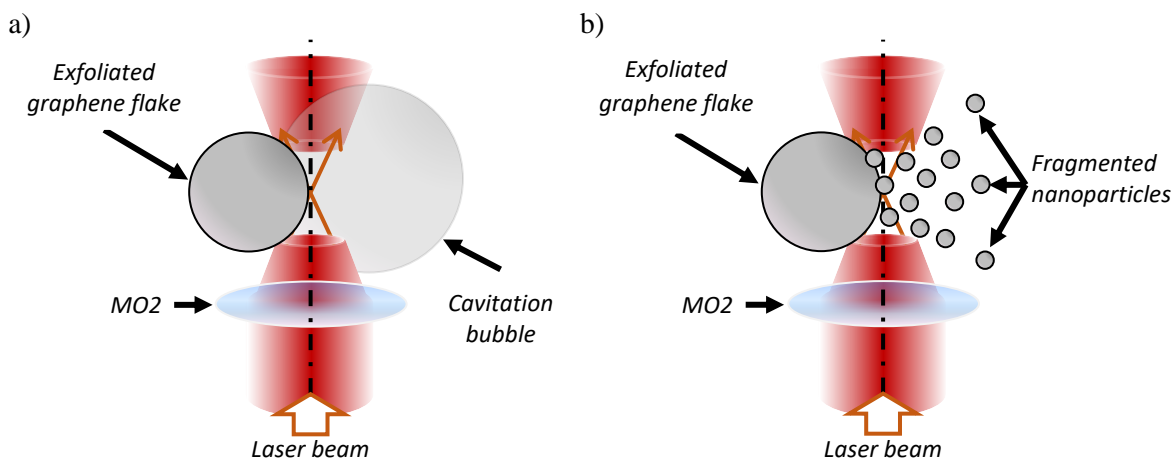 a)
Exfoliated
graphene flake
MO2
Cavitation
bubble
Laser beam
b)
Exfoliated
graphene flake
Fragmented
nanoparticles
MO2
Laser beam